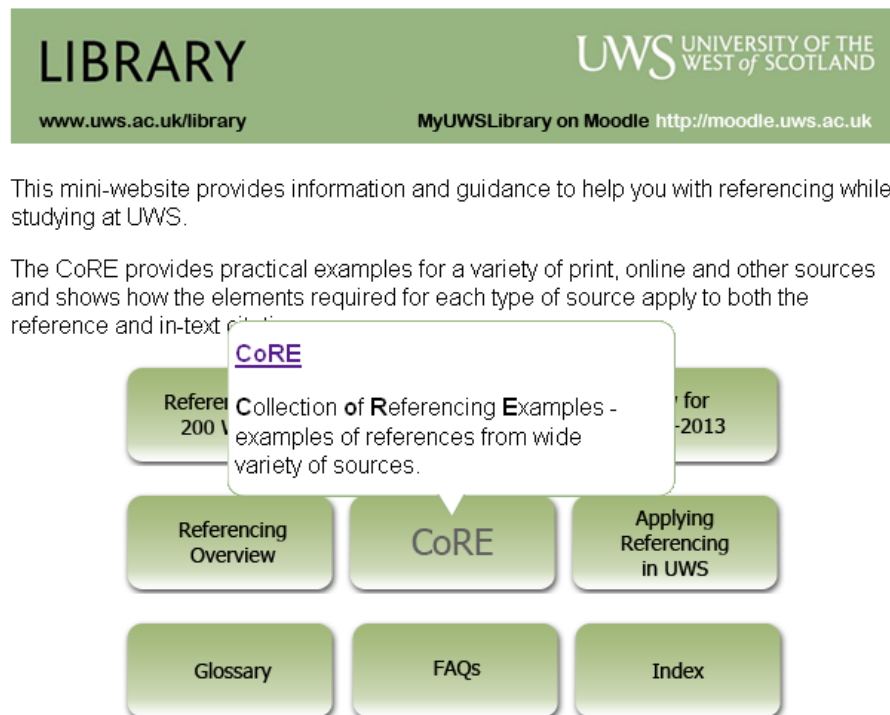 LIBRARY
UWS UNIVERSITY OF THE
WEST of SCOTLAND
www.uws.ac.uk/library
MyUWSLibrary on Moodle http://moodle.uws.ac.uk
This mini-website provides information and guidance to help you with referencing while
studying at UWS.
The CoRE provides practical examples for a variety of print, online and other sources
and shows how the elements required for each type of source apply to both the
reference and in-text
CoRE
Collection of Referencing Examples -
examples of references from wide
variety of sources.
200
for
-2013
Referencing
Overview
CoRE
Applying
Referencing
in UWS
Glossary
FAQs
Index